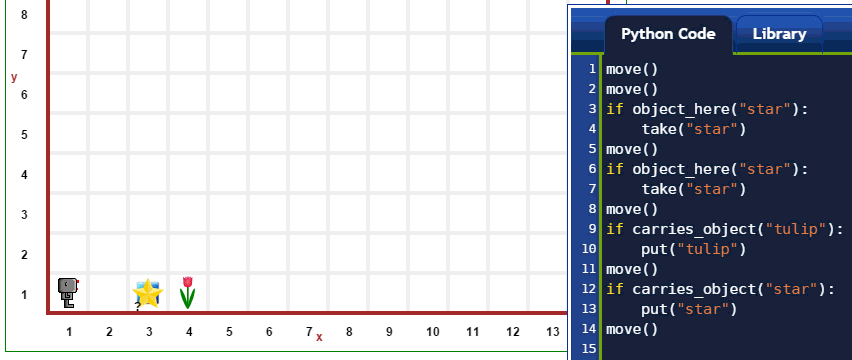 8
7
y
6
5
4
3
2
1
?
1 2 3 4 5 6 7 x 8 9 10 11 12 13
Python Code Library
1 move()
2 move()
3 if object_here("star"):
4 take("star")
5 move()
6 if object_here("star"):
7 take("star")
8 move()
9 if carries_object("tulip"):
10 put("tulip")
11 move()
12 if carries_object("star"):
13 put("star")
14 move()
15